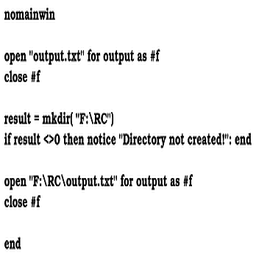 nomainwin
open "output.txt" for output as #f
close #f
result = mkdir( "F:\RC")
if result <>0 then notice "Directory not created!": end
open "F:\RC\output.txt" for output as #f
close #f
end